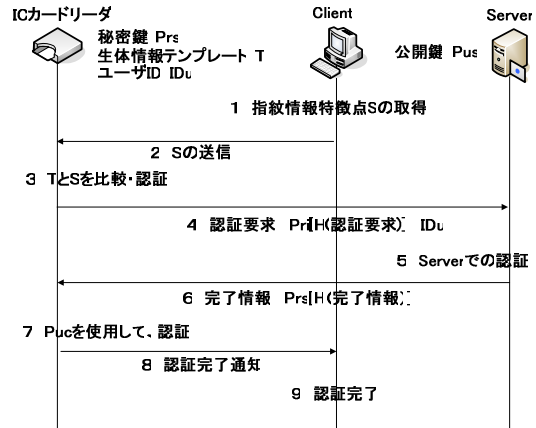 ICカードリーダ
Client
Server
秘密鍵 Prs
生体情報テンプレート T
ユーザID IDu
公開鍵 Pus
1 指紋情報特徴点Sの取得
2 Sの送信
3 TとSを比較・認証
4 認証要求 Pri[H(認証要求)] IDu
5 Serverでの認証
6 完了情報 Prs[H(完了情報)]
7 Pucを使用して、認証
8 認証完了通知
9 認証完了